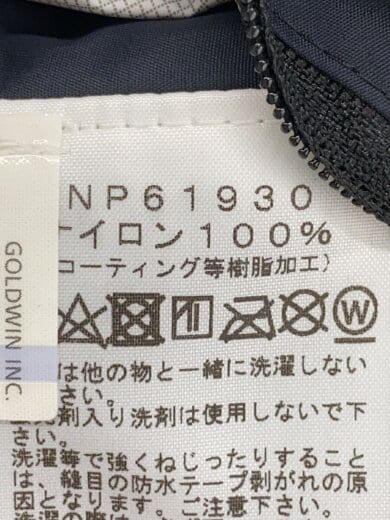 NP61930
ナイロン100%
コーティング等樹脂加工)
W
は他の物と一緒に洗濯しない
さい。
剤入り洗剤は使用しないで下
さい。
洗濯等で強くねじったりすること
は、縫目の防水テープ剥がれの原
因となります。ご注意下さい。
GOLDWIN INC.